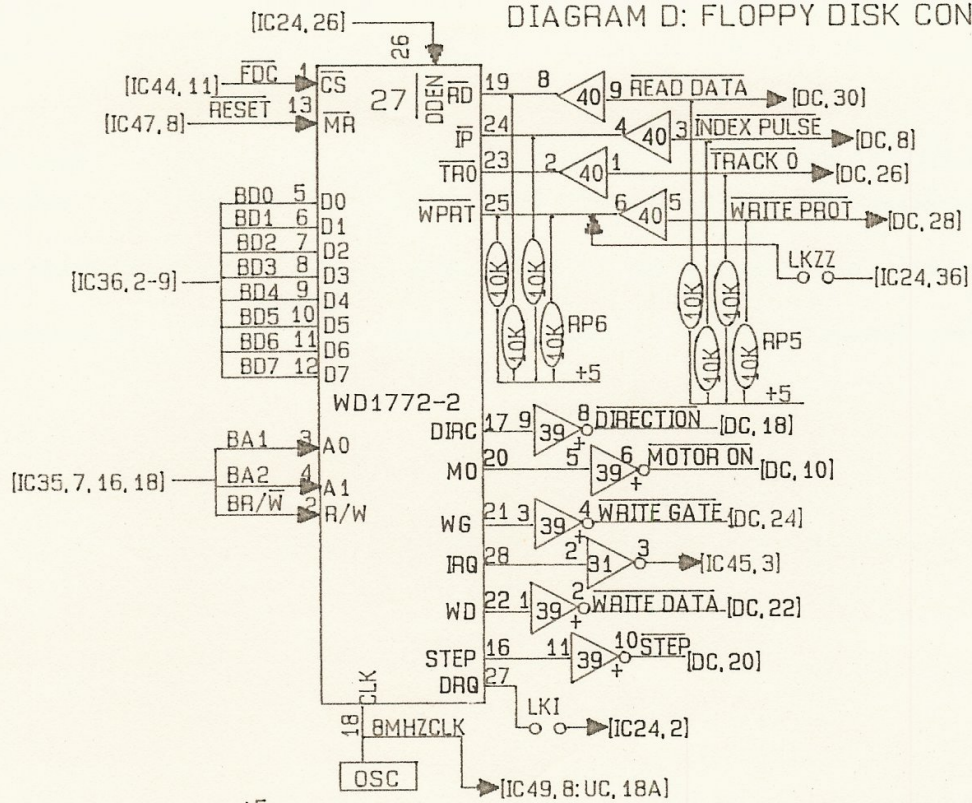 DIAGRAM D: FLOPPY DISK CON
[IC24,26]
26
[IC44,11] FDC 1 CS
[IC47,8] RESET 13 MR
27 DDEN
RD 19 8 40 9 READ DATA [DC,30]
IP 24 4 40 3 INDEX PULSE [DC,8]
TR0 23 2 40 1 TRACK 0 [DC,26]
WPRT 25 6 40 5 WRITE PROT [DC,28]
LKZZ [IC24,36]
[IC36,2-9]
BD0 5 D0
BD1 6 D1
BD2 7 D2
BD3 8 D3
BD4 9 D4
BD5 10 D5
BD6 11 D6
BD7 12 D7
10K 10K 10K 10K RP6
+5
10K 10K 10K 10K RP5
+5
WD1772-2
[IC35,7,16,18]
BA1 3 A0
BA2 4 A1
BR/W 2 R/W
DIRC 17 9 39 8 + DIRECTION [DC,18]
MO 20 5 39 6 + MOTOR ON [DC,10]
WG 21 3 39 4 + WRITE GATE [DC,24]
IRQ 28 2 31 3 [IC45,3]
WD 22 1 39 2 + WRITE DATA [DC,22]
STEP 16 11 39 10 + STEP [DC,20]
DRQ 27 LKI [IC24,2]
CLK 18 8MHZCLK
OSC
[IC49,8:UC,18A]